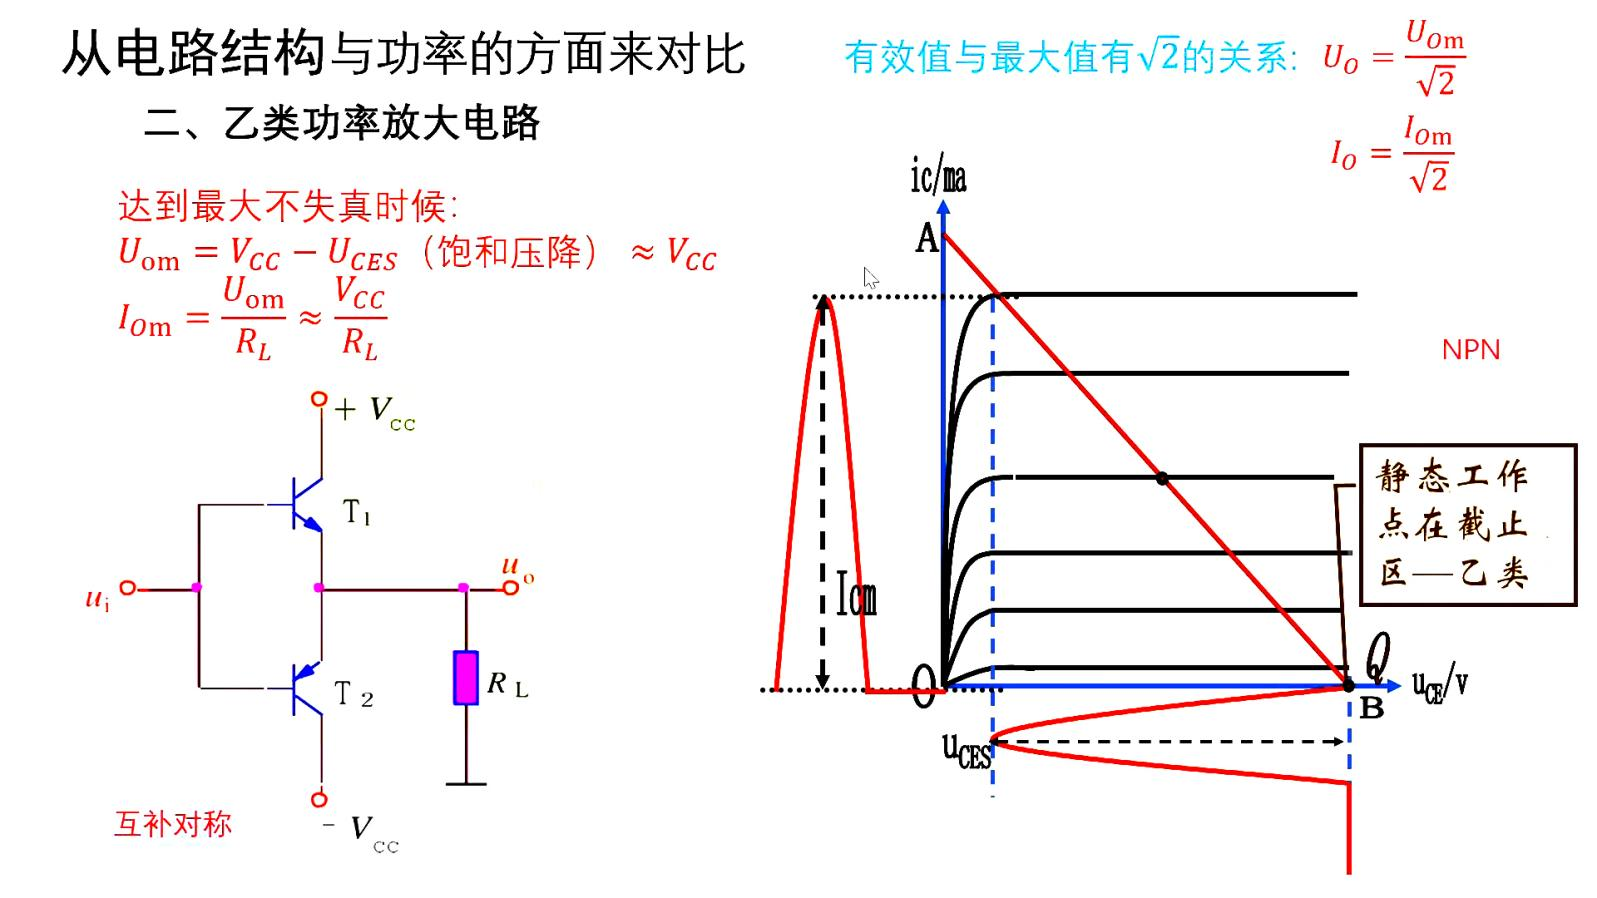 从电路结构与功率的方面来对比
有效值与最大值有√2的关系: U_O = U_Om/√2
I_O = I_Om/√2
二、乙类功率放大电路
达到最大不失真时候:
U_om = V_CC − U_CES（饱和压降） ≈ V_CC
I_Om = U_om/R_L ≈ V_CC/R_L
+ V_CC
T1
u_i
u_o
T2
R L
− V_CC
互补对称
ic/ma
A
NPN
静态工作
点在截止
区—乙类
Icm
O
Q
u_CE/v
B
u_CES